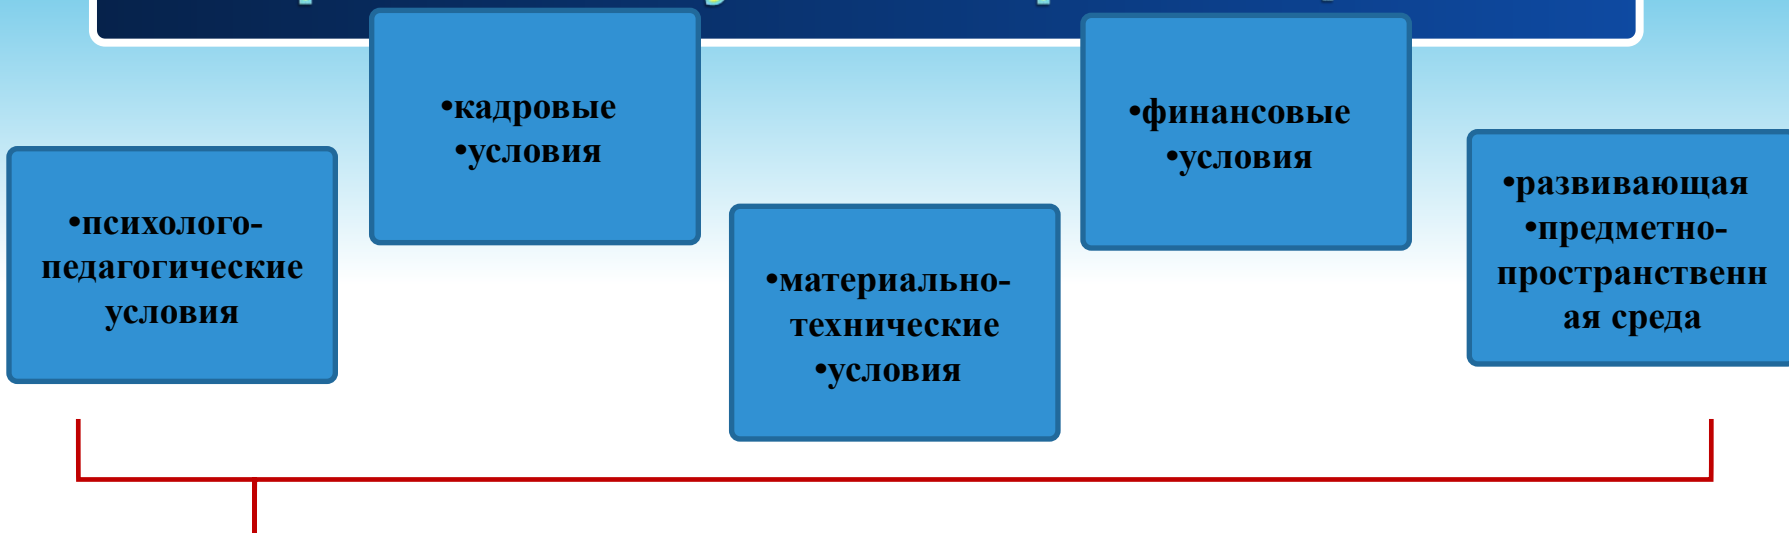 •психолого-
педагогические
условия
•кадровые
•условия
•материально-
технические
•условия
•финансовые
•условия
•развивающая
•предметно-
пространственн
ая среда